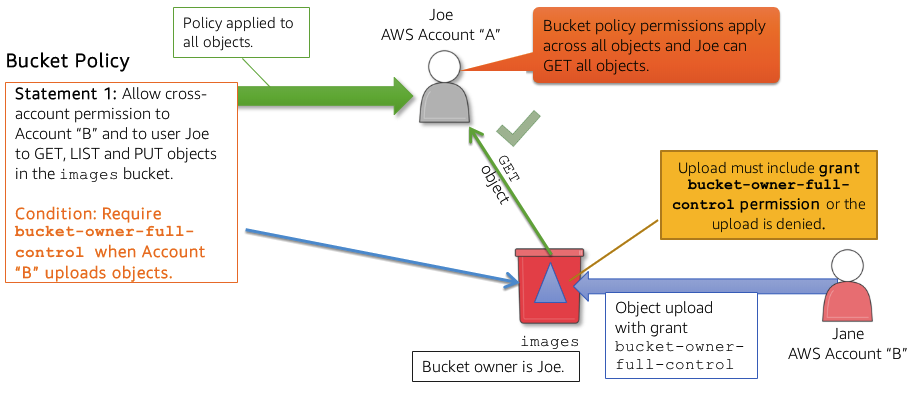 Policy applied to
all objects.
Joe
AWS Account “A”
Bucket policy permissions apply
across all objects and Joe can
GET all objects.
Bucket Policy
Statement 1: Allow cross-
account permission to
Account “B” and to user Joe
to GET, LIST and PUT objects
in the images bucket.
Condition: Require
bucket-owner-full-
control when Account
“B” uploads objects.
GET
object
Upload must include grant
bucket-owner-full-
control permission or the
upload is denied.
images
Bucket owner is Joe.
Object upload
with grant
bucket-owner-
full-control
Jane
AWS Account “B”